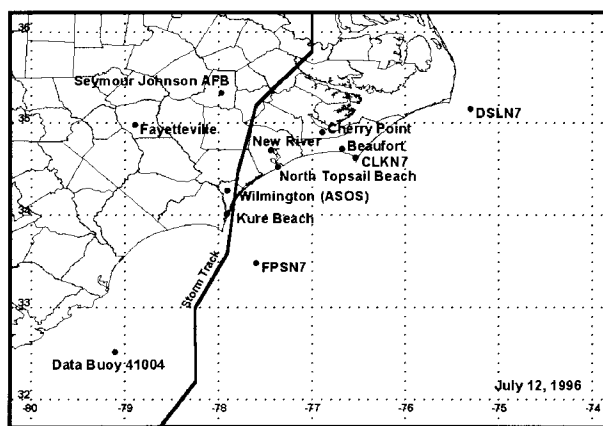 36
Seymour Johnson AFB
DSLN7
35
Fayetteville
Cherry Point
New River
Beaufort
CLKN7
North Topsail Beach
Wilmington (ASOS)
34
Kure Beach
FPSN7
Storm Track
33
Data Buoy 41004
July 12, 1996
32
-80 -79 -78 -77 -76 -75 -74